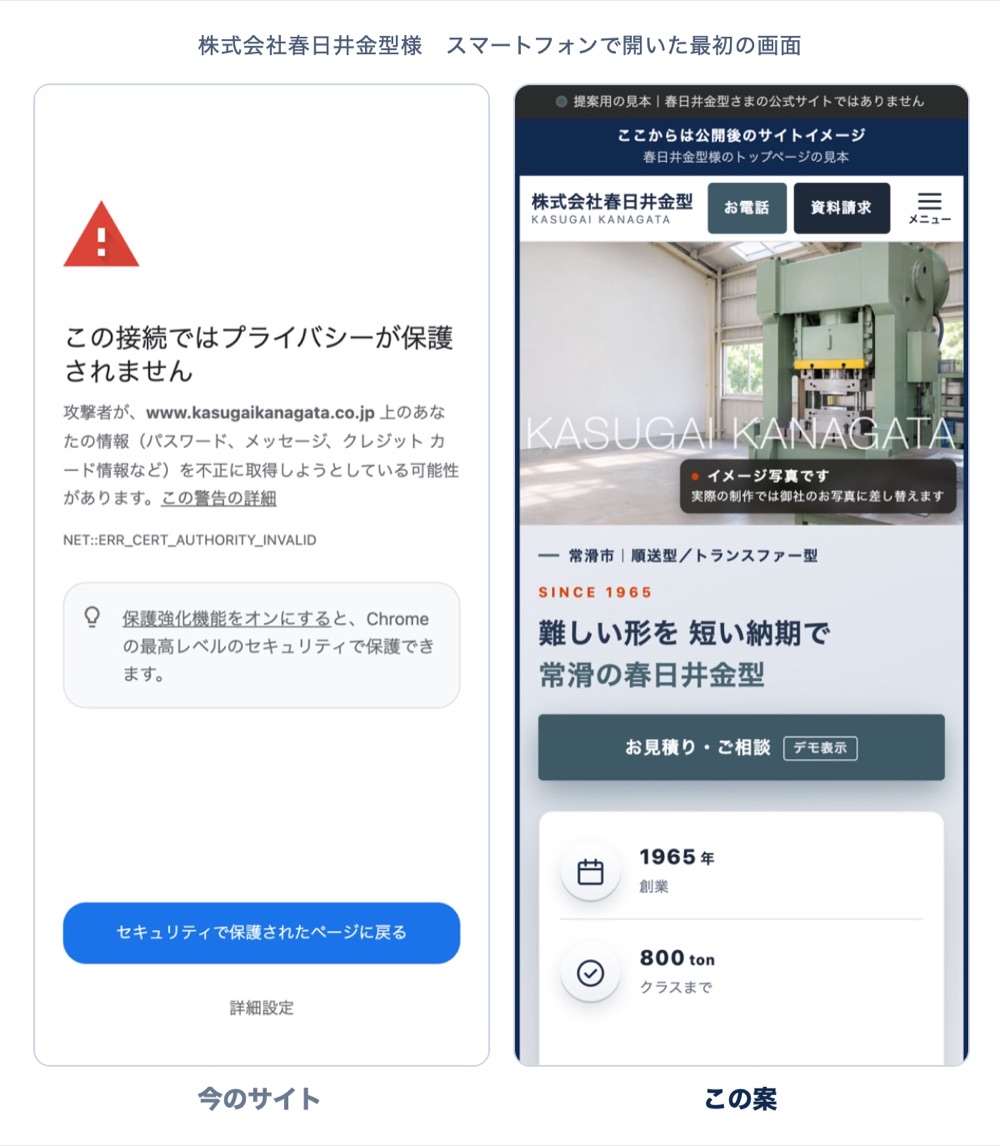 株式会社春日井金型様　スマートフォンで開いた最初の画面
この接続ではプライバシーが保護
されません
攻撃者が、www.kasugaikanagata.co.jp 上のあな
たの情報（パスワード、メッセージ、クレジット カ
ード情報など）を不正に取得しようとしている可能性
があります。この警告の詳細
NET::ERR_CERT_AUTHORITY_INVALID
保護強化機能をオンにすると、Chrome
の最高レベルのセキュリティで保護でき
ます。
セキュリティで保護されたページに戻る
詳細設定
今のサイト
提案用の見本｜春日井金型さまの公式サイトではありません
ここからは公開後のサイトイメージ
春日井金型様のトップページの見本
株式会社春日井金型
KASUGAI KANAGATA
お電話
資料請求
メニュー
KASUGAI KANAGATA
イメージ写真です
実際の制作では御社のお写真に差し替えます
常滑市｜順送型／トランスファー型
SINCE 1965
難しい形を 短い納期で
常滑の春日井金型
お見積り・ご相談 デモ表示
1965 年
創業
800 ton
クラスまで
この案